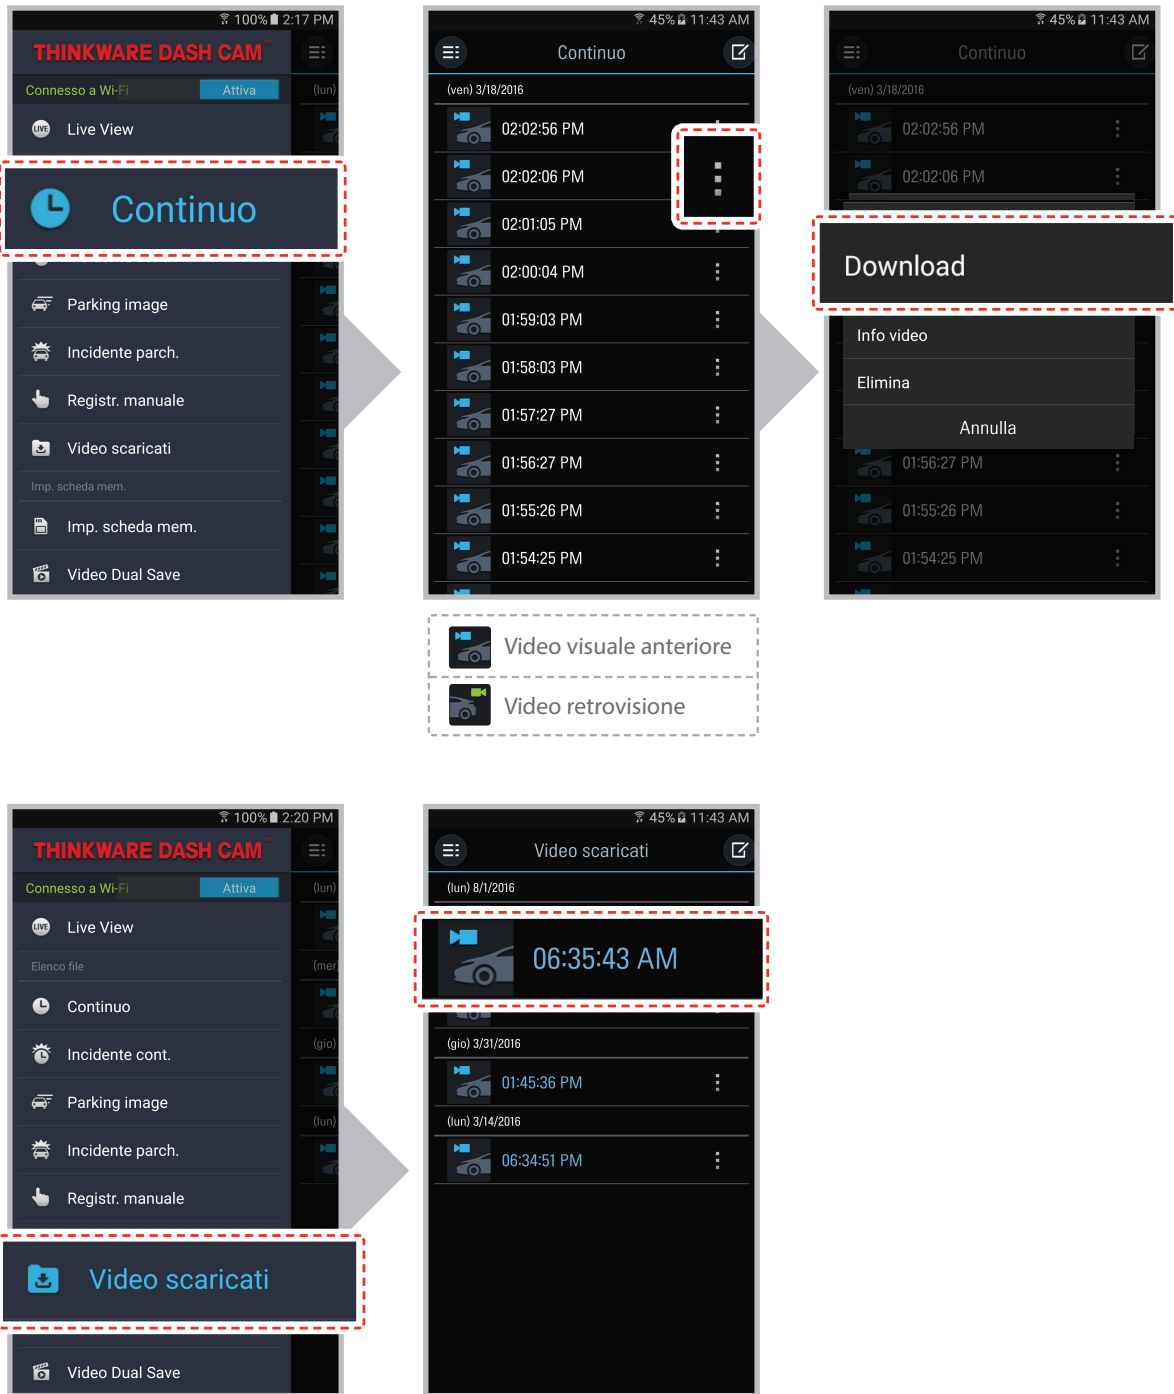 100% 2:17 PM
THINKWARE DASH CAM™
Connesso a Wi-Fi
Attiva
(lun)
LIVE Live View
Continuo
Parking image
Incidente parch.
Registr. manuale
Video scaricati
Imp. scheda mem.
Imp. scheda mem.
Video Dual Save
45% 11:43 AM
Continuo
(ven) 3/18/2016
02:02:56 PM
02:02:06 PM
02:01:05 PM
02:00:04 PM
01:59:03 PM
01:58:03 PM
01:57:27 PM
01:56:27 PM
01:55:26 PM
01:54:25 PM
Video visuale anteriore
Video retrovisione
45% 11:43 AM
Continuo
(ven) 3/18/2016
02:02:56 PM
02:02:06 PM
Download
Info video
Elimina
Annulla
01:56:27 PM
01:55:26 PM
01:54:25 PM
100% 2:20 PM
THINKWARE DASH CAM™
Connesso a Wi-Fi
Attiva
(lun)
LIVE Live View
Elenco file
(mer)
Continuo
(gio)
Incidente cont.
Parking image
(lun)
Incidente parch.
Registr. manuale
Video scaricati
Video Dual Save
45% 11:43 AM
Video scaricati
(lun) 8/1/2016
06:35:43 AM
(gio) 3/31/2016
01:45:36 PM
(lun) 3/14/2016
06:34:51 PM